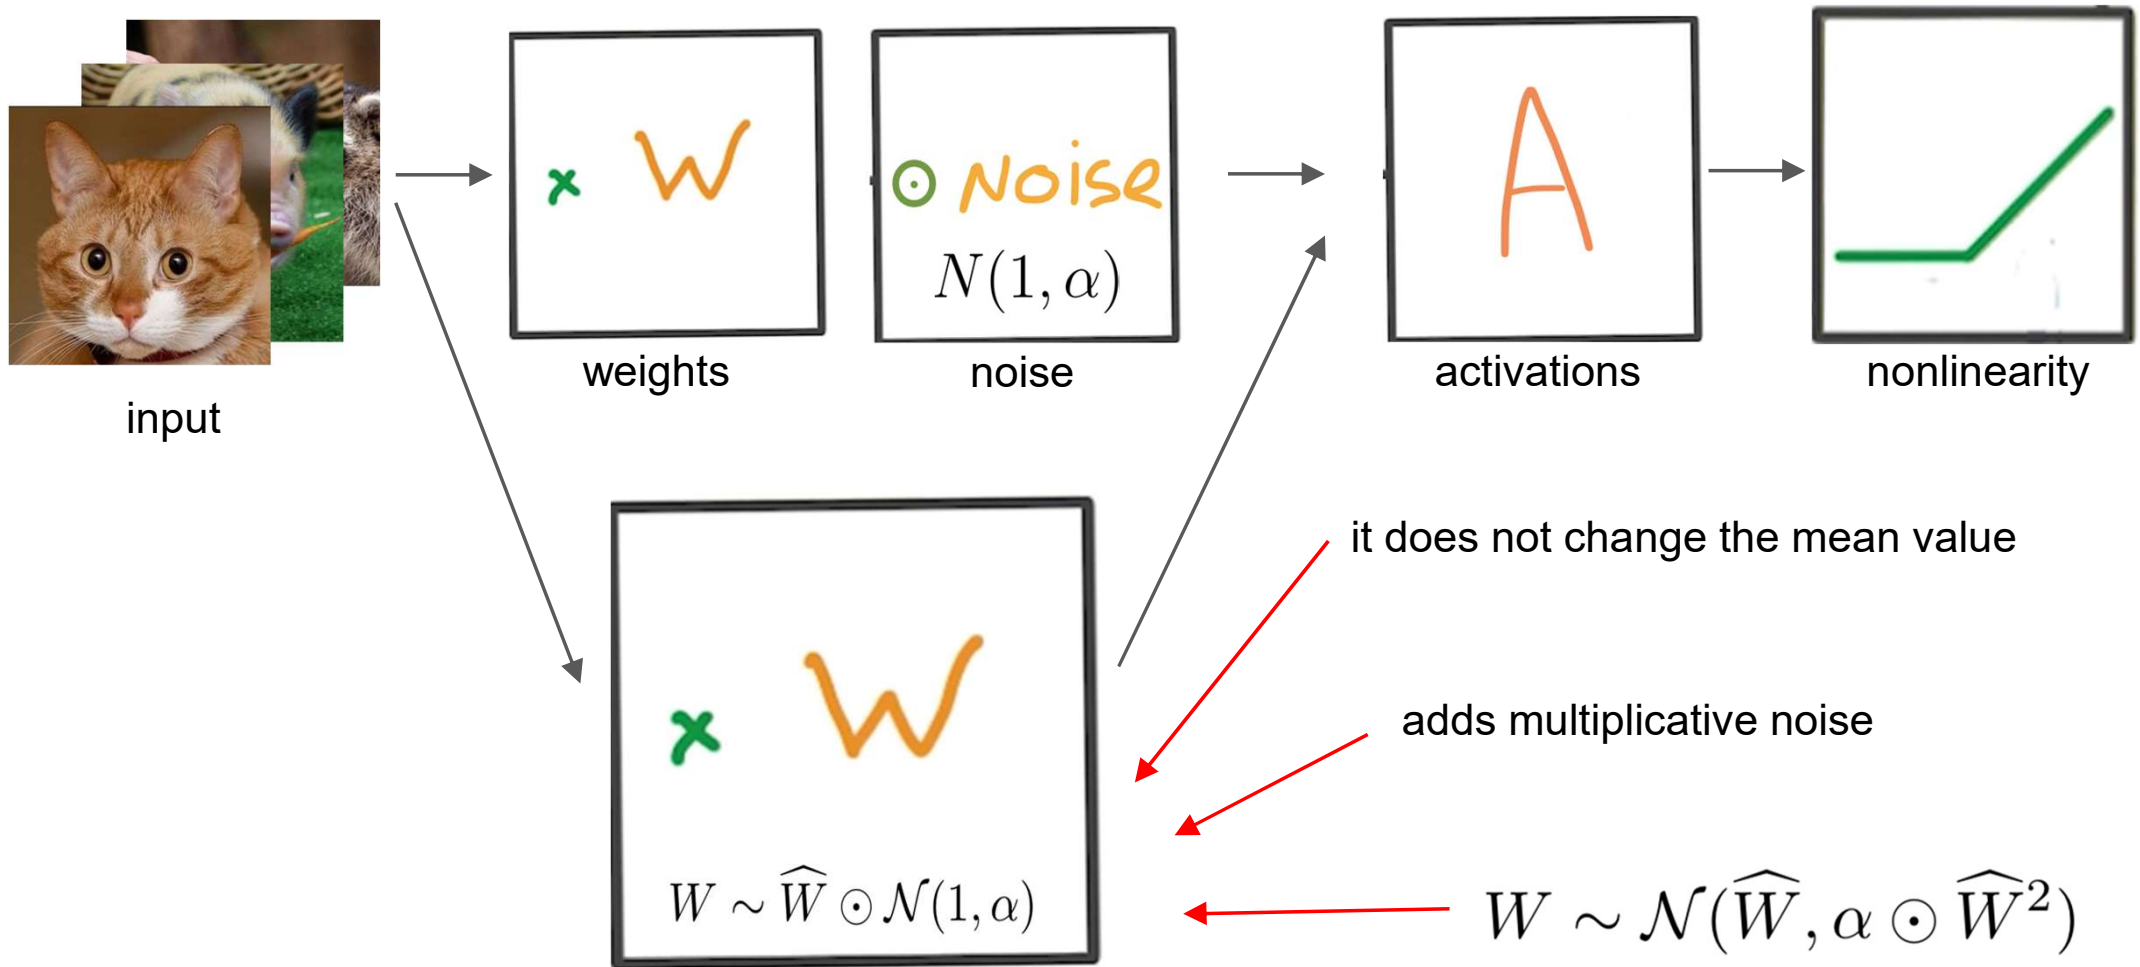 × W
⊙ NOISE
N(1, α)
A
weights
noise
activations
nonlinearity
input
it does not change the mean value
× W
adds multiplicative noise
W ∼ Ŵ ⊙ 𝒩(1, α)
W ∼ 𝒩(Ŵ, α ⊙ Ŵ²)